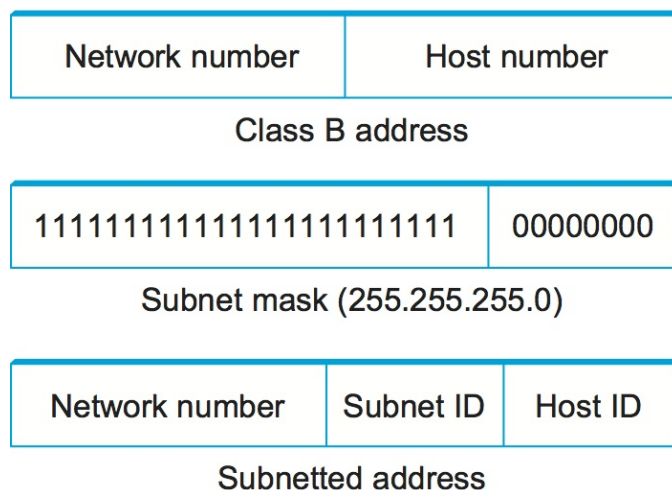 Network number Host number
Class B address
111111111111111111111111 00000000
Subnet mask (255.255.255.0)
Network number Subnet ID Host ID
Subnetted address